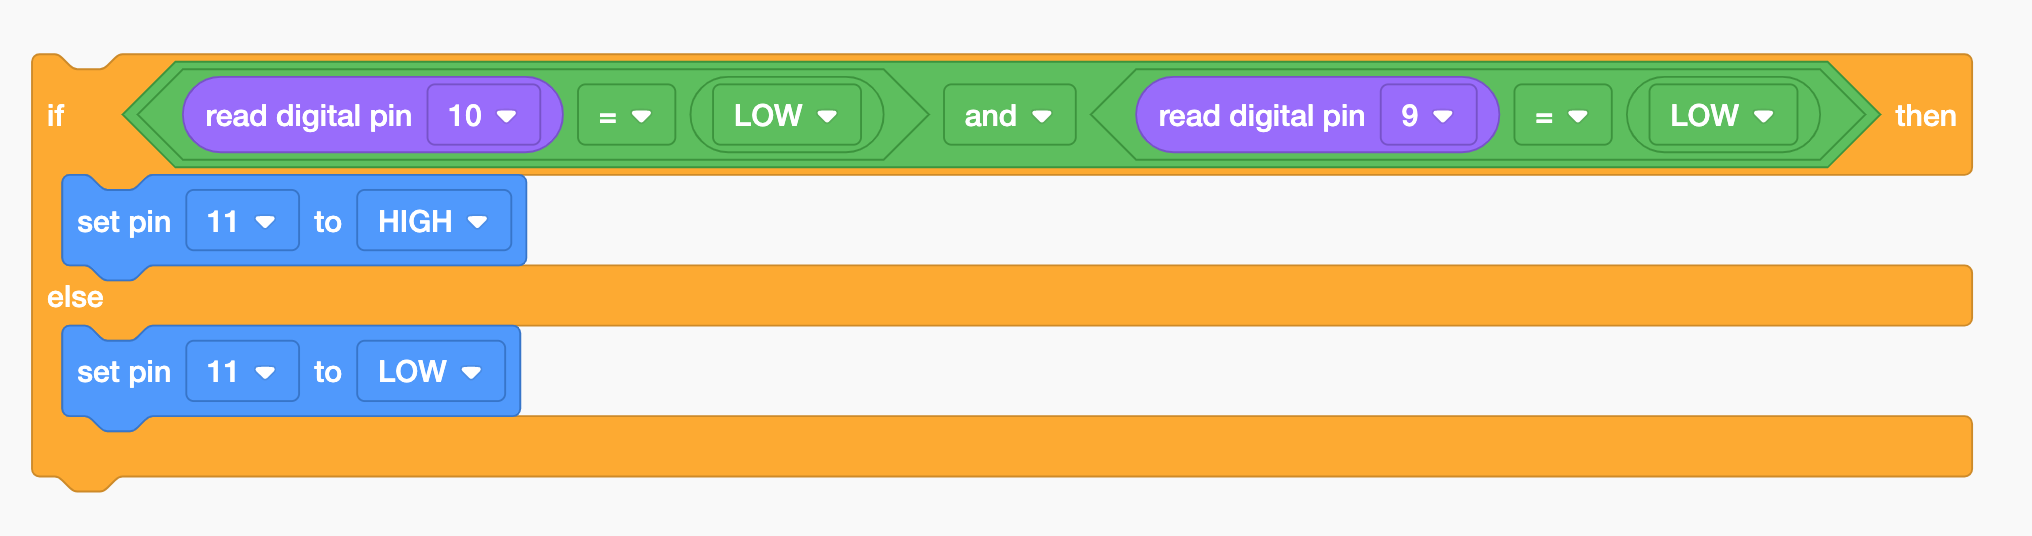 if read digital pin 10 = LOW and read digital pin 9 = LOW then
set pin 11 to HIGH
else
set pin 11 to LOW